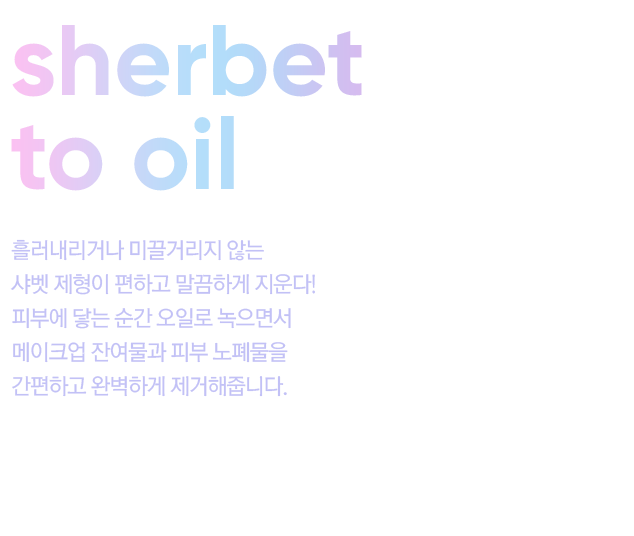 sherbet
to oil
흘러내리거나 미끌거리지 않는
샤벳 제형이 편하고 말끔하게 지운다!
피부에 닿는 순간 오일로 녹으면서
메이크업 잔여물과 피부 노폐물을
간편하고 완벽하게 제거해줍니다.